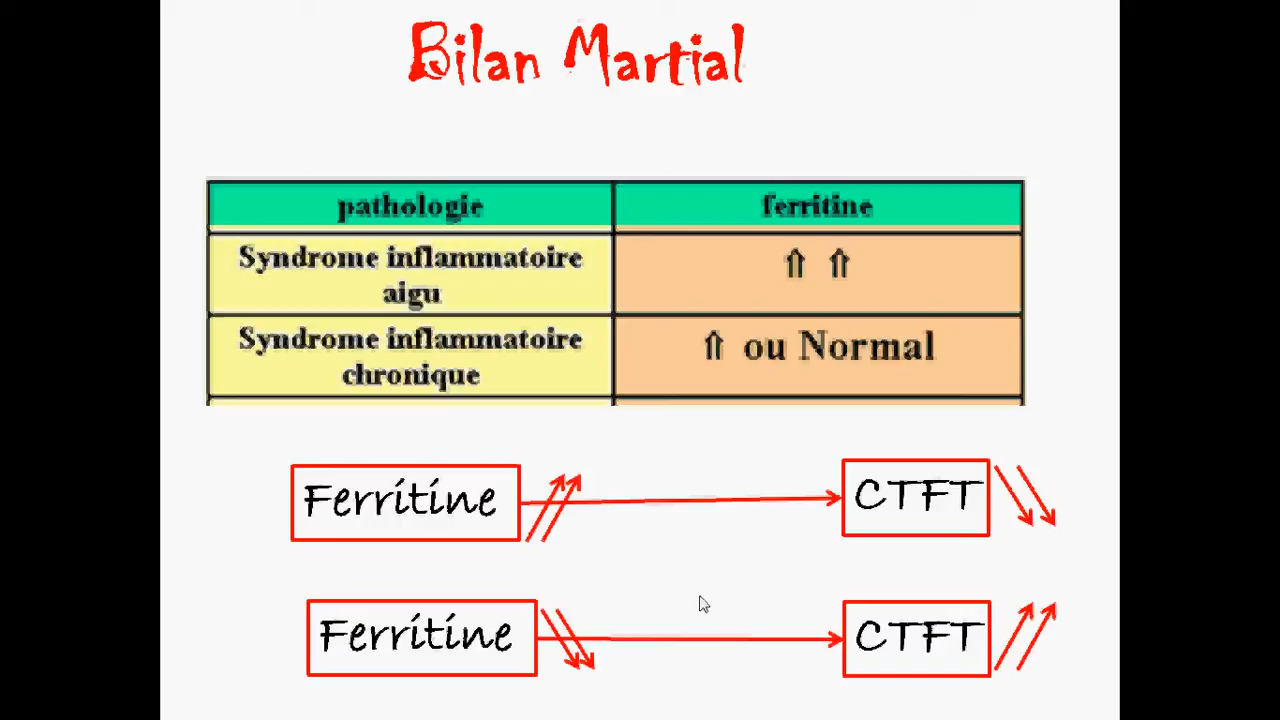 Bilan Martial
pathologie ferritine
Syndrome inflammatoire
aigu
⇑ ⇑
Syndrome inflammatoire
chronique
⇑ ou Normal
Ferritine CTFT
Ferritine CTFT